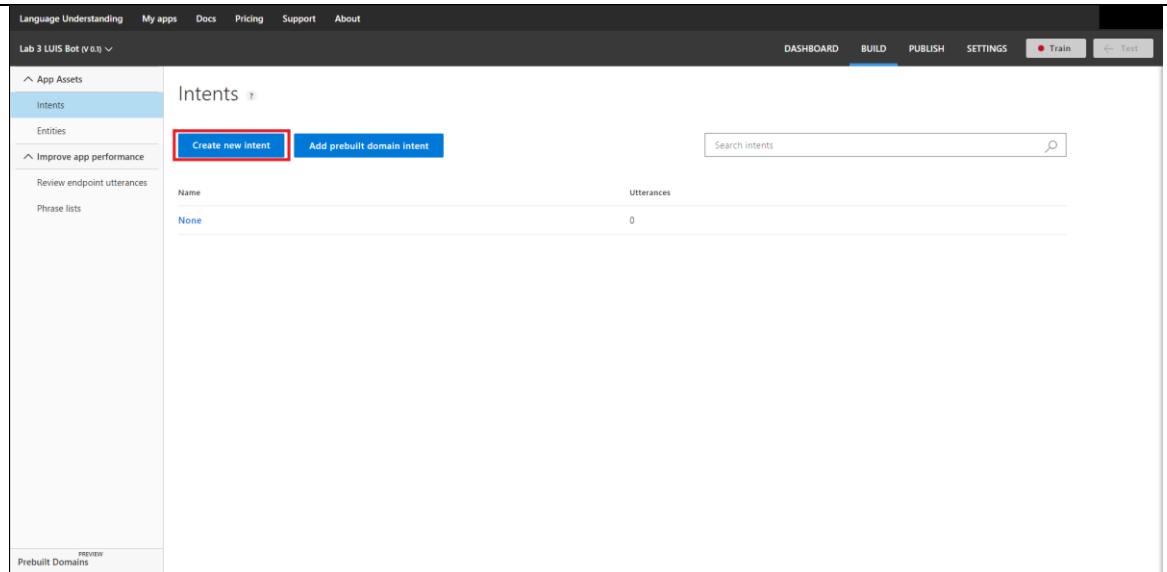 Language Understanding My apps Docs Pricing Support About
Lab 3 LUIS Bot (V 0.1) DASHBOARD BUILD PUBLISH SETTINGS Train ← Test
App Assets
Intents
Entities
Improve app performance
Review endpoint utterances
Phrase lists
Intents ?
Create new intent Add prebuilt domain intent Search intents
Name Utterances
None 0
PREVIEW
Prebuilt Domains